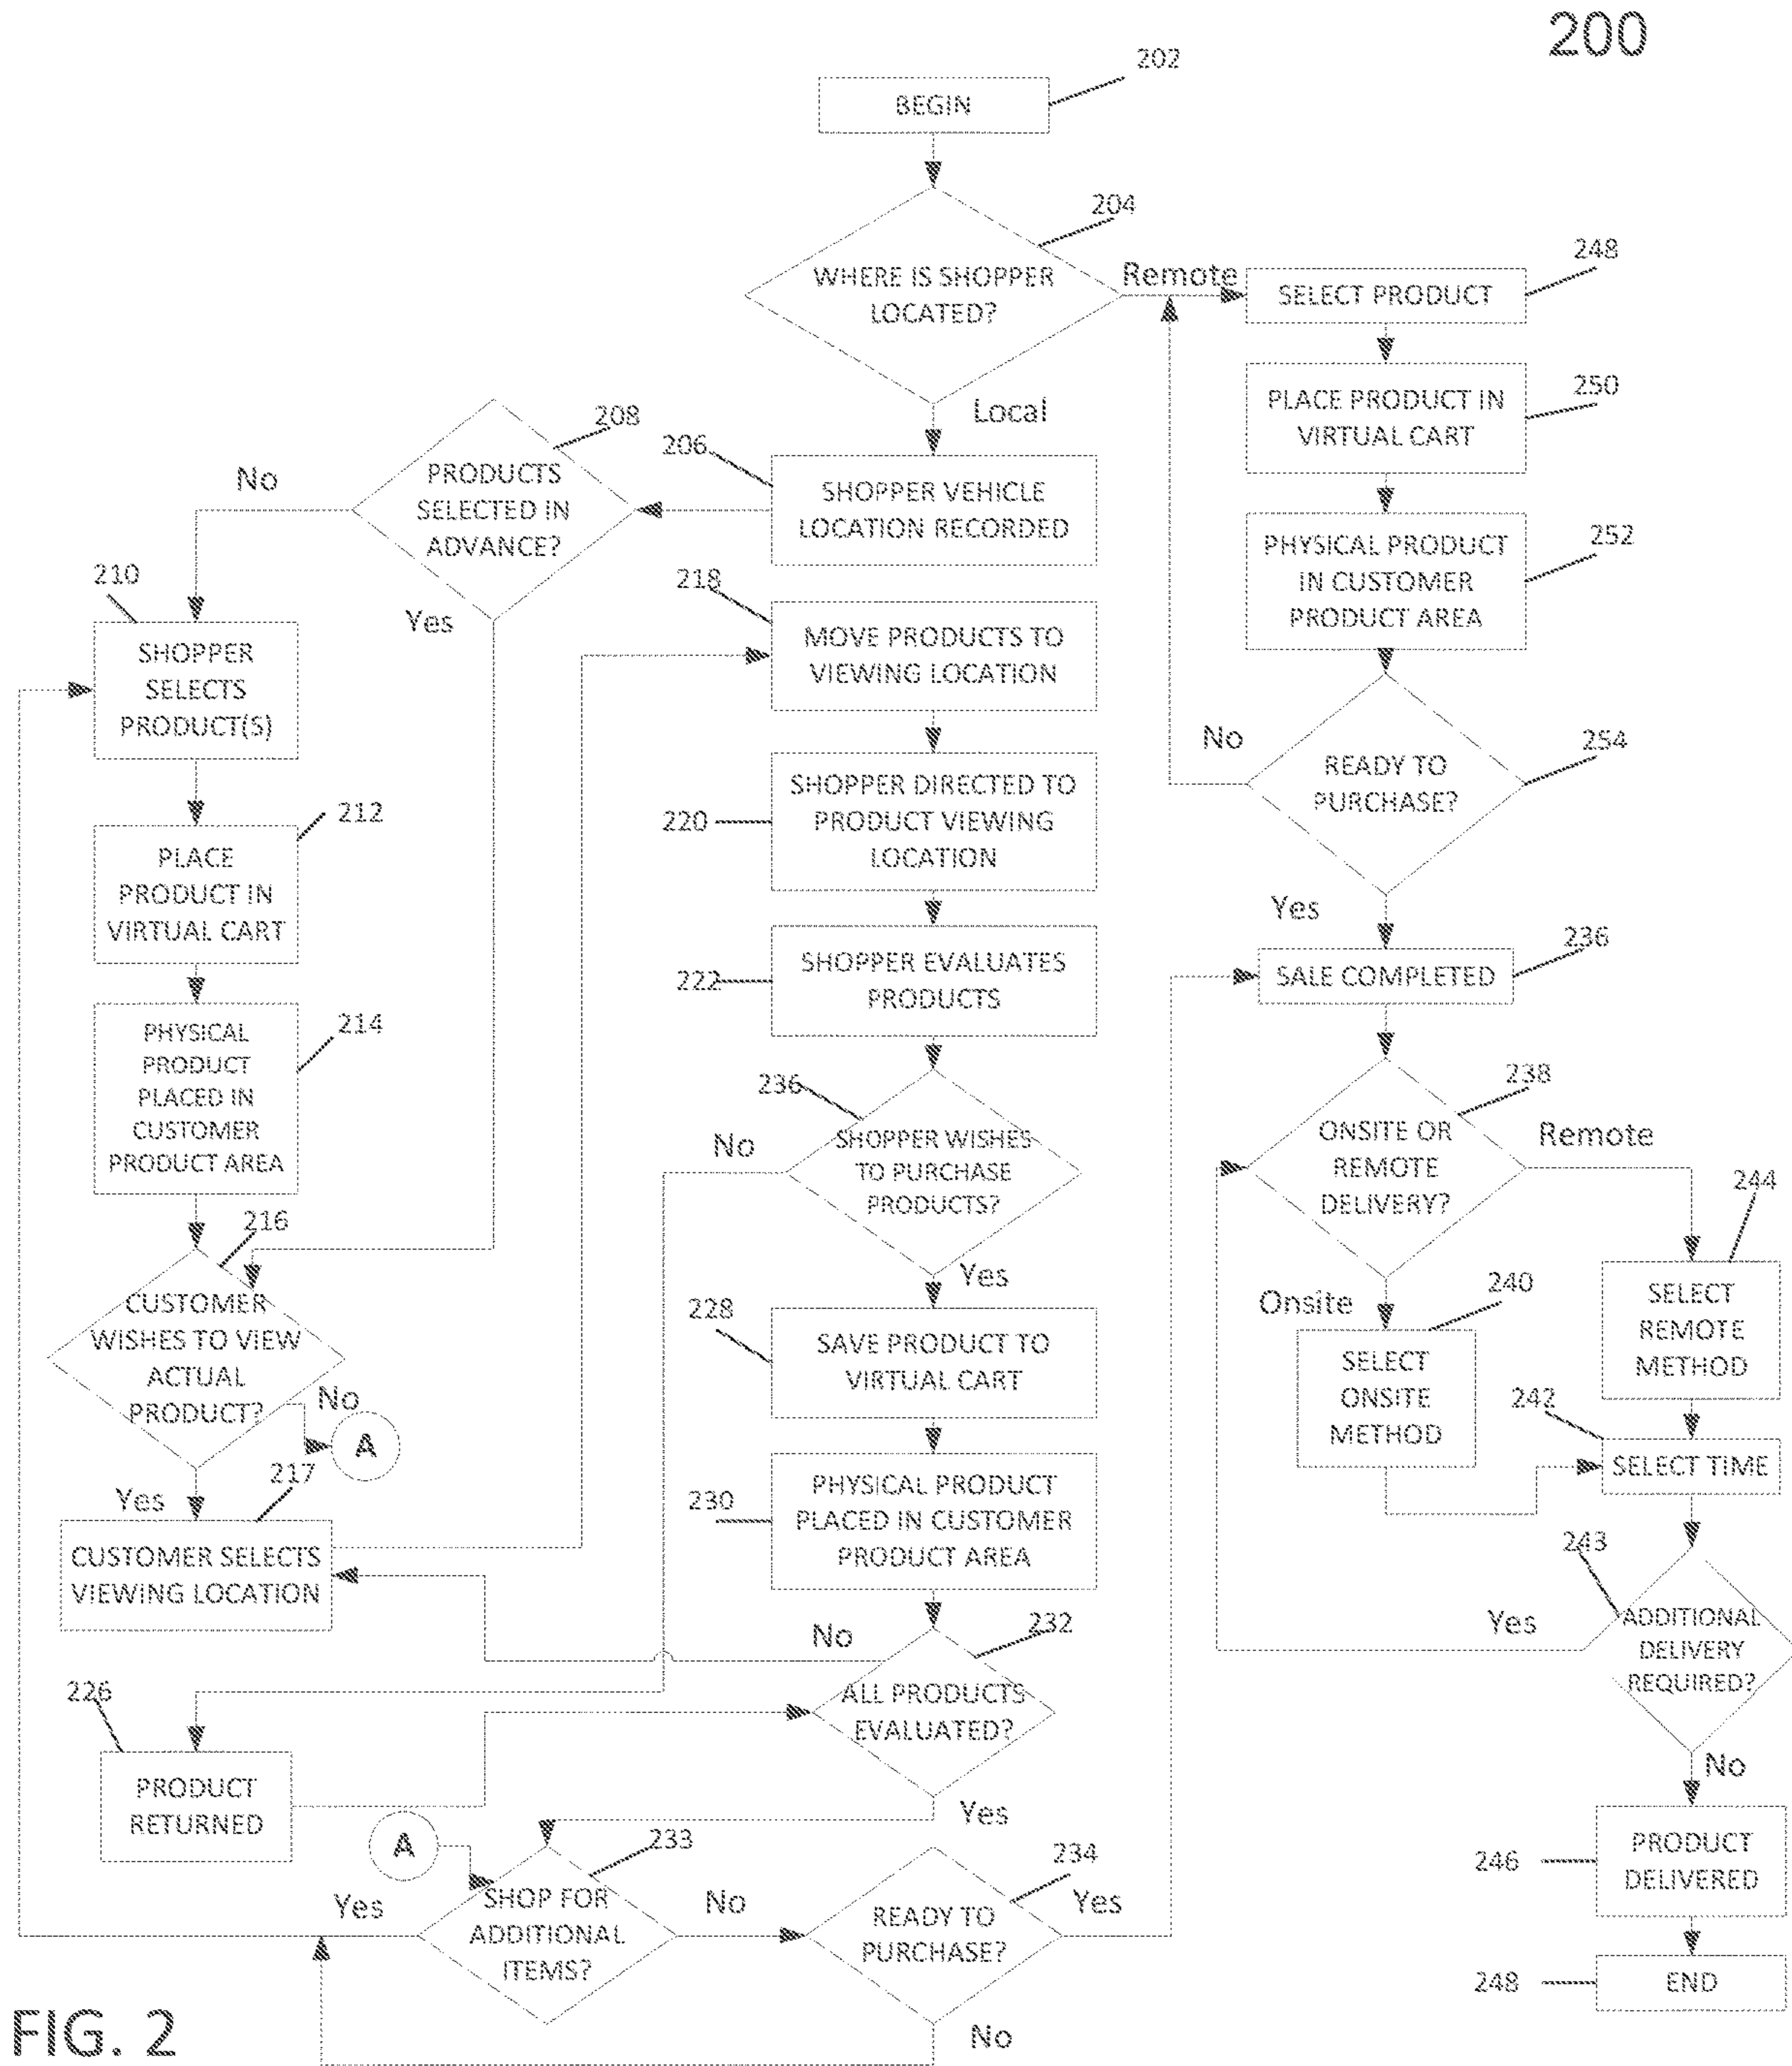 200
202
BEGIN
204
WHERE IS SHOPPER
LOCATED?
Remote
Local
248
SELECT PRODUCT
250
PLACE PRODUCT IN
VIRTUAL CART
252
PHYSICAL PRODUCT
IN CUSTOMER
PRODUCT AREA
254
No
READY TO
PURCHASE?
Yes
206
SHOPPER VEHICLE
LOCATION RECORDED
208
No
PRODUCTS
SELECTED IN
ADVANCE?
Yes
210
SHOPPER
SELECTS
PRODUCT(S)
212
PLACE
PRODUCT IN
VIRTUAL CART
214
PHYSICAL
PRODUCT
PLACED IN
CUSTOMER
PRODUCT AREA
216
CUSTOMER
WISHES TO VIEW
ACTUAL
PRODUCT?
No
A
Yes
217
CUSTOMER SELECTS
VIEWING LOCATION
218
MOVE PRODUCTS TO
VIEWING LOCATION
220
SHOPPER DIRECTED TO
PRODUCT VIEWING
LOCATION
222
SHOPPER EVALUATES
PRODUCTS
236
No
SHOPPER WISHES
TO PURCHASE
PRODUCTS?
Yes
228
SAVE PRODUCT TO
VIRTUAL CART
230
PHYSICAL PRODUCT
PLACED IN CUSTOMER
PRODUCT AREA
232
No
ALL PRODUCTS
EVALUATED?
Yes
226
PRODUCT
RETURNED
A
233
Yes
SHOP FOR
ADDITIONAL
ITEMS?
No
234
READY TO
PURCHASE?
Yes
No
236
SALE COMPLETED
238
ONSITE OR
REMOTE
DELIVERY?
Remote
Onsite
240
SELECT
ONSITE
METHOD
244
SELECT
REMOTE
METHOD
242
SELECT TIME
243
Yes
ADDITIONAL
DELIVERY
REQUIRED?
No
246
PRODUCT
DELIVERED
248
END
FIG. 2